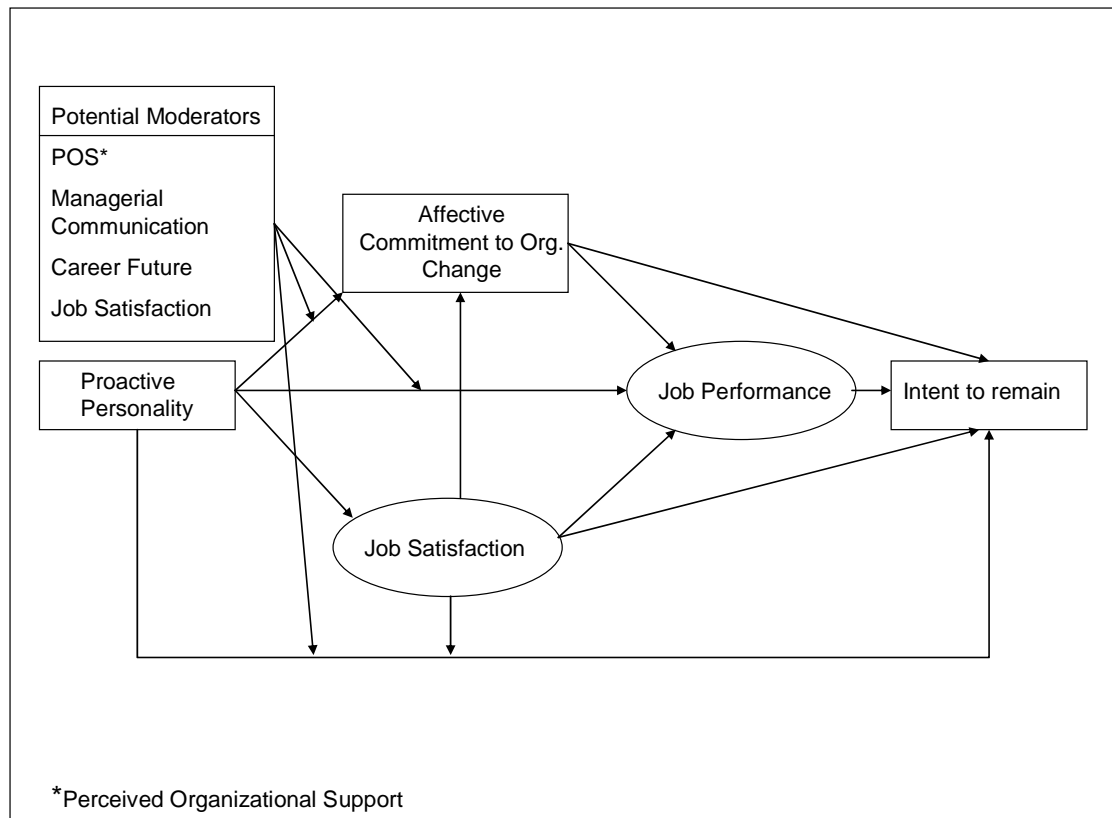 Potential Moderators
POS*
Managerial
Communication
Career Future
Job Satisfaction
Affective
Commitment to Org.
Change
Proactive
Personality
Job Performance
Intent to remain
Job Satisfaction
*Perceived Organizational Support